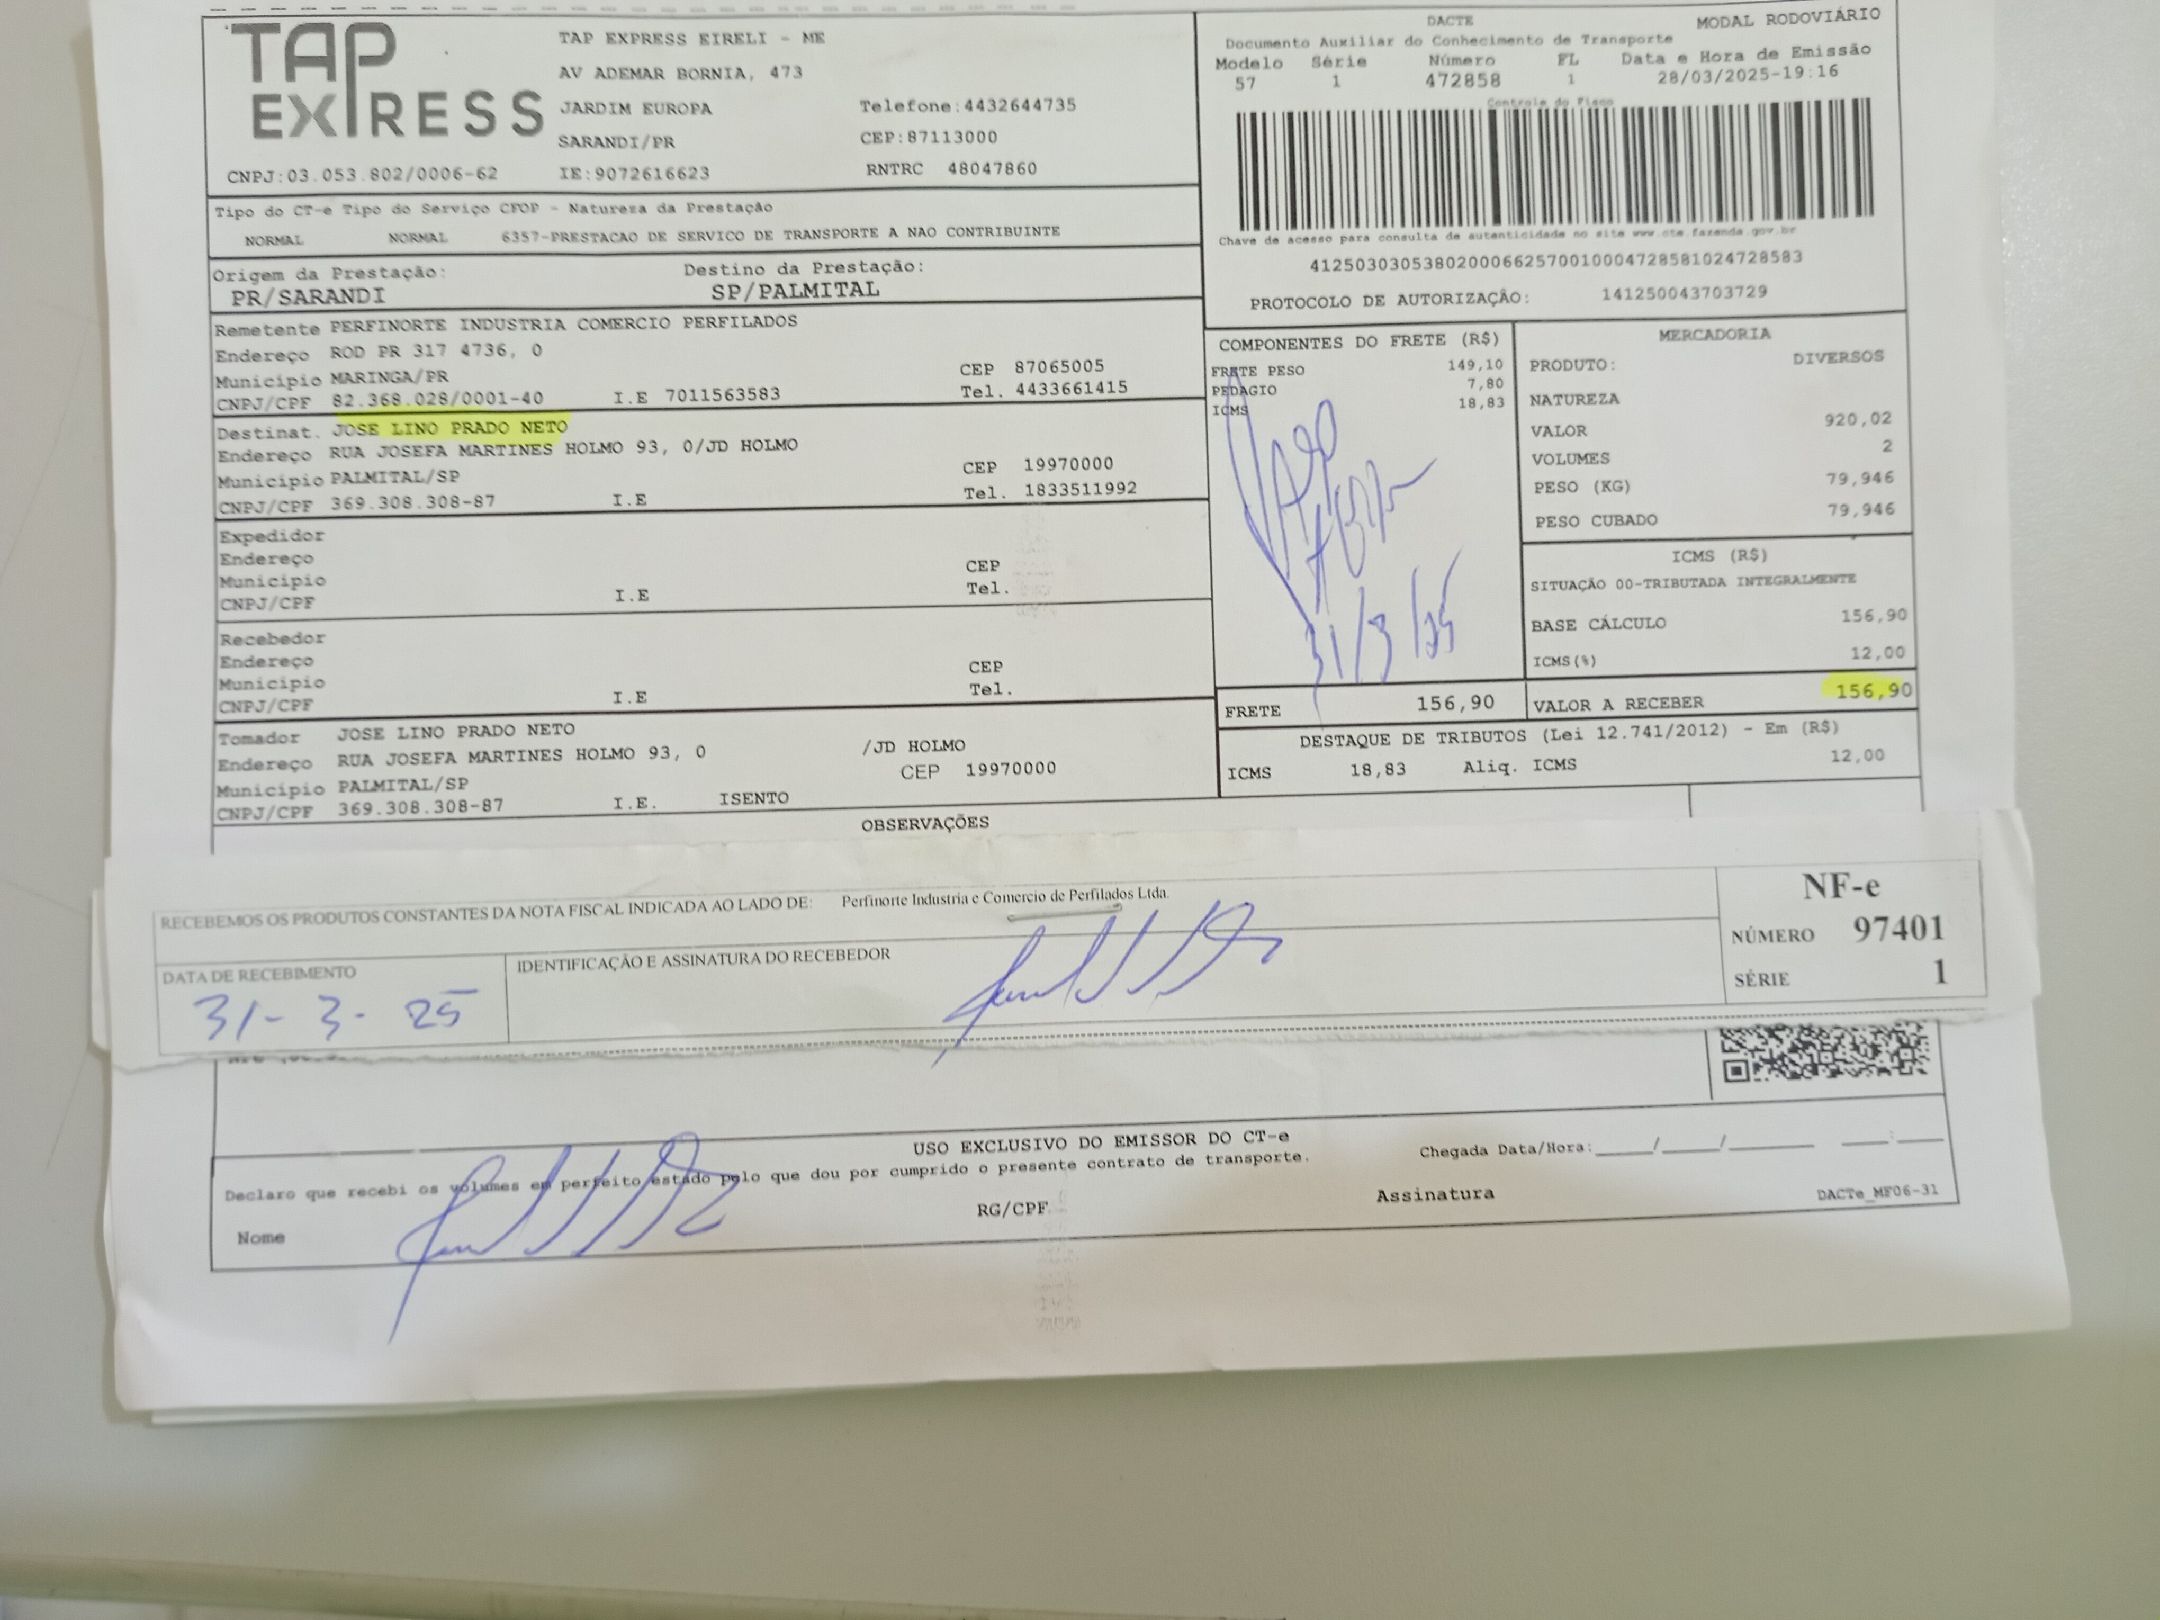 TAP EXPRESS
TAP EXPRESS EIRELI - ME
AV ADEMAR BORNIA, 473
JARDIM EUROPA Telefone:4432644735
SARANDI/PR CEP:87113000
CNPJ:03.053.802/0006-62 IE:9072616623 RNTRC 48047860
DACTE MODAL RODOVIÁRIO
Documento Auxiliar do Conhecimento de Transporte
Modelo Série Número FL Data e Hora de Emissão
57 1 472858 1 28/03/2025-19:16
Controle do Fisco
Chave de acesso para consulta de autenticidade no site www.cte.fazenda.gov.br
41250303053802000662570010004728581024728583
PROTOCOLO DE AUTORIZAÇÃO: 141250043703729
Tipo do CT-e Tipo do Serviço CFOP - Natureza da Prestação
NORMAL NORMAL 6357-PRESTACAO DE SERVICO DE TRANSPORTE A NAO CONTRIBUINTE
Origem da Prestação: Destino da Prestação:
PR/SARANDI SP/PALMITAL
Remetente PERFINORTE INDUSTRIA COMERCIO PERFILADOS
Endereço ROD PR 317 4736, 0
Município MARINGA/PR CEP 87065005
CNPJ/CPF 82.368.028/0001-40 I.E 7011563583 Tel. 4433661415
Destinat. JOSE LINO PRADO NETO
Endereço RUA JOSEFA MARTINES HOLMO 93, 0/JD HOLMO
Município PALMITAL/SP CEP 19970000
CNPJ/CPF 369.308.308-87 I.E Tel. 1833511992
Expedidor
Endereço
Município CEP
CNPJ/CPF I.E Tel.
Recebedor
Endereço
Município CEP
CNPJ/CPF I.E Tel.
Tomador JOSE LINO PRADO NETO
Endereço RUA JOSEFA MARTINES HOLMO 93, 0 /JD HOLMO
Município PALMITAL/SP CEP 19970000
CNPJ/CPF 369.308.308-87 I.E. ISENTO
COMPONENTES DO FRETE (R$)
FRETE PESO 149,10
PEDAGIO 7,80
ICMS 18,83
31/3/25
FRETE 156,90
MERCADORIA
PRODUTO: DIVERSOS
NATUREZA
VALOR 920,02
VOLUMES 2
PESO (KG) 79,946
PESO CUBADO 79,946
ICMS (R$)
SITUAÇÃO 00-TRIBUTADA INTEGRALMENTE
BASE CÁLCULO 156,90
ICMS(%) 12,00
VALOR A RECEBER 156,90
DESTAQUE DE TRIBUTOS (Lei 12.741/2012) - Em (R$)
ICMS 18,83 Aliq. ICMS 12,00
OBSERVAÇÕES
RECEBEMOS OS PRODUTOS CONSTANTES DA NOTA FISCAL INDICADA AO LADO DE: Perfinorte Industria e Comercio de Perfilados Ltda.
DATA DE RECEBIMENTO IDENTIFICAÇÃO E ASSINATURA DO RECEBEDOR
31-3-25
NF-e
NÚMERO 97401
SÉRIE 1
USO EXCLUSIVO DO EMISSOR DO CT-e
Declaro que recebi os volumes em perfeito estado pelo que dou por cumprido o presente contrato de transporte. Chegada Data/Hora:____/____/______ ___:___
Nome RG/CPF Assinatura DACTe_MF06-31